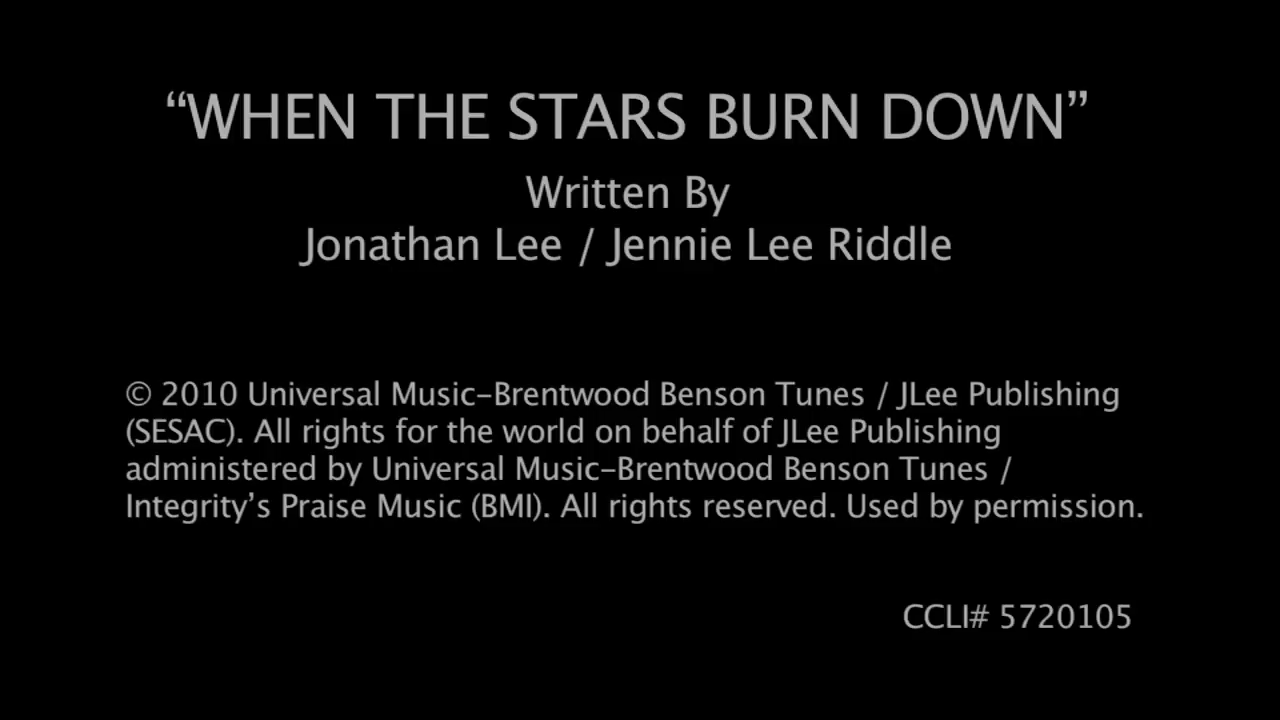 “WHEN THE STARS BURN DOWN”
Written By
Jonathan Lee / Jennie Lee Riddle
© 2010 Universal Music–Brentwood Benson Tunes / JLee Publishing
(SESAC). All rights for the world on behalf of JLee Publishing
administered by Universal Music–Brentwood Benson Tunes /
Integrity’s Praise Music (BMI). All rights reserved. Used by permission.
CCLI# 5720105